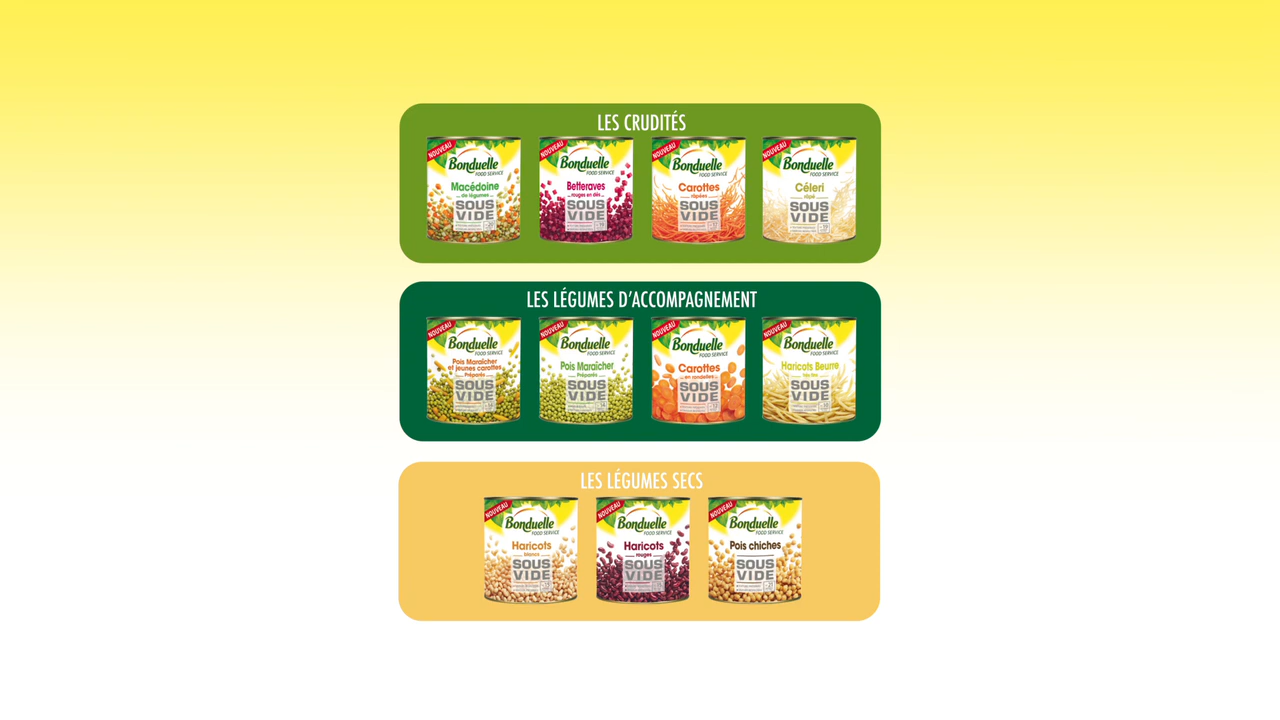 LES CRUDITÉS
NOUVEAU
Bonduelle
FOOD SERVICE
Macédoine
de légumes
SOUS
VIDE
NOUVEAU
Bonduelle
FOOD SERVICE
Betteraves
rouges en dés
SOUS
VIDE
NOUVEAU
Bonduelle
FOOD SERVICE
Carottes
râpées
SOUS
VIDE
NOUVEAU
Bonduelle
FOOD SERVICE
Céleri
râpé
SOUS
VIDE
LES LÉGUMES D'ACCOMPAGNEMENT
NOUVEAU
Bonduelle
FOOD SERVICE
Pois Maraîcher
et jeunes carottes
Préparés
SOUS
VIDE
NOUVEAU
Bonduelle
FOOD SERVICE
Pois Maraîcher
Préparés
SOUS
VIDE
NOUVEAU
Bonduelle
FOOD SERVICE
Carottes
en rondelles
SOUS
VIDE
NOUVEAU
Bonduelle
FOOD SERVICE
Haricots Beurre
très fins
SOUS
VIDE
LES LÉGUMES SECS
NOUVEAU
Bonduelle
FOOD SERVICE
Haricots
blancs
SOUS
VIDE
NOUVEAU
Bonduelle
FOOD SERVICE
Haricots
rouges
SOUS
VIDE
NOUVEAU
Bonduelle
FOOD SERVICE
Pois chiches
SOUS
VIDE